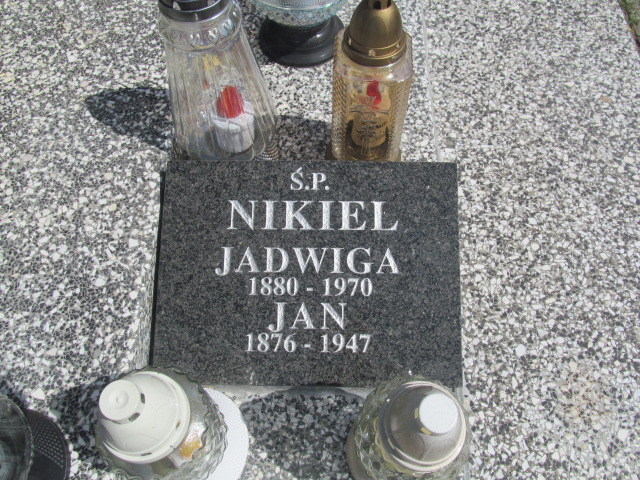 Ś.P.
NIKIEL
JADWIGA
1880 - 1970
JAN
1876 - 1947